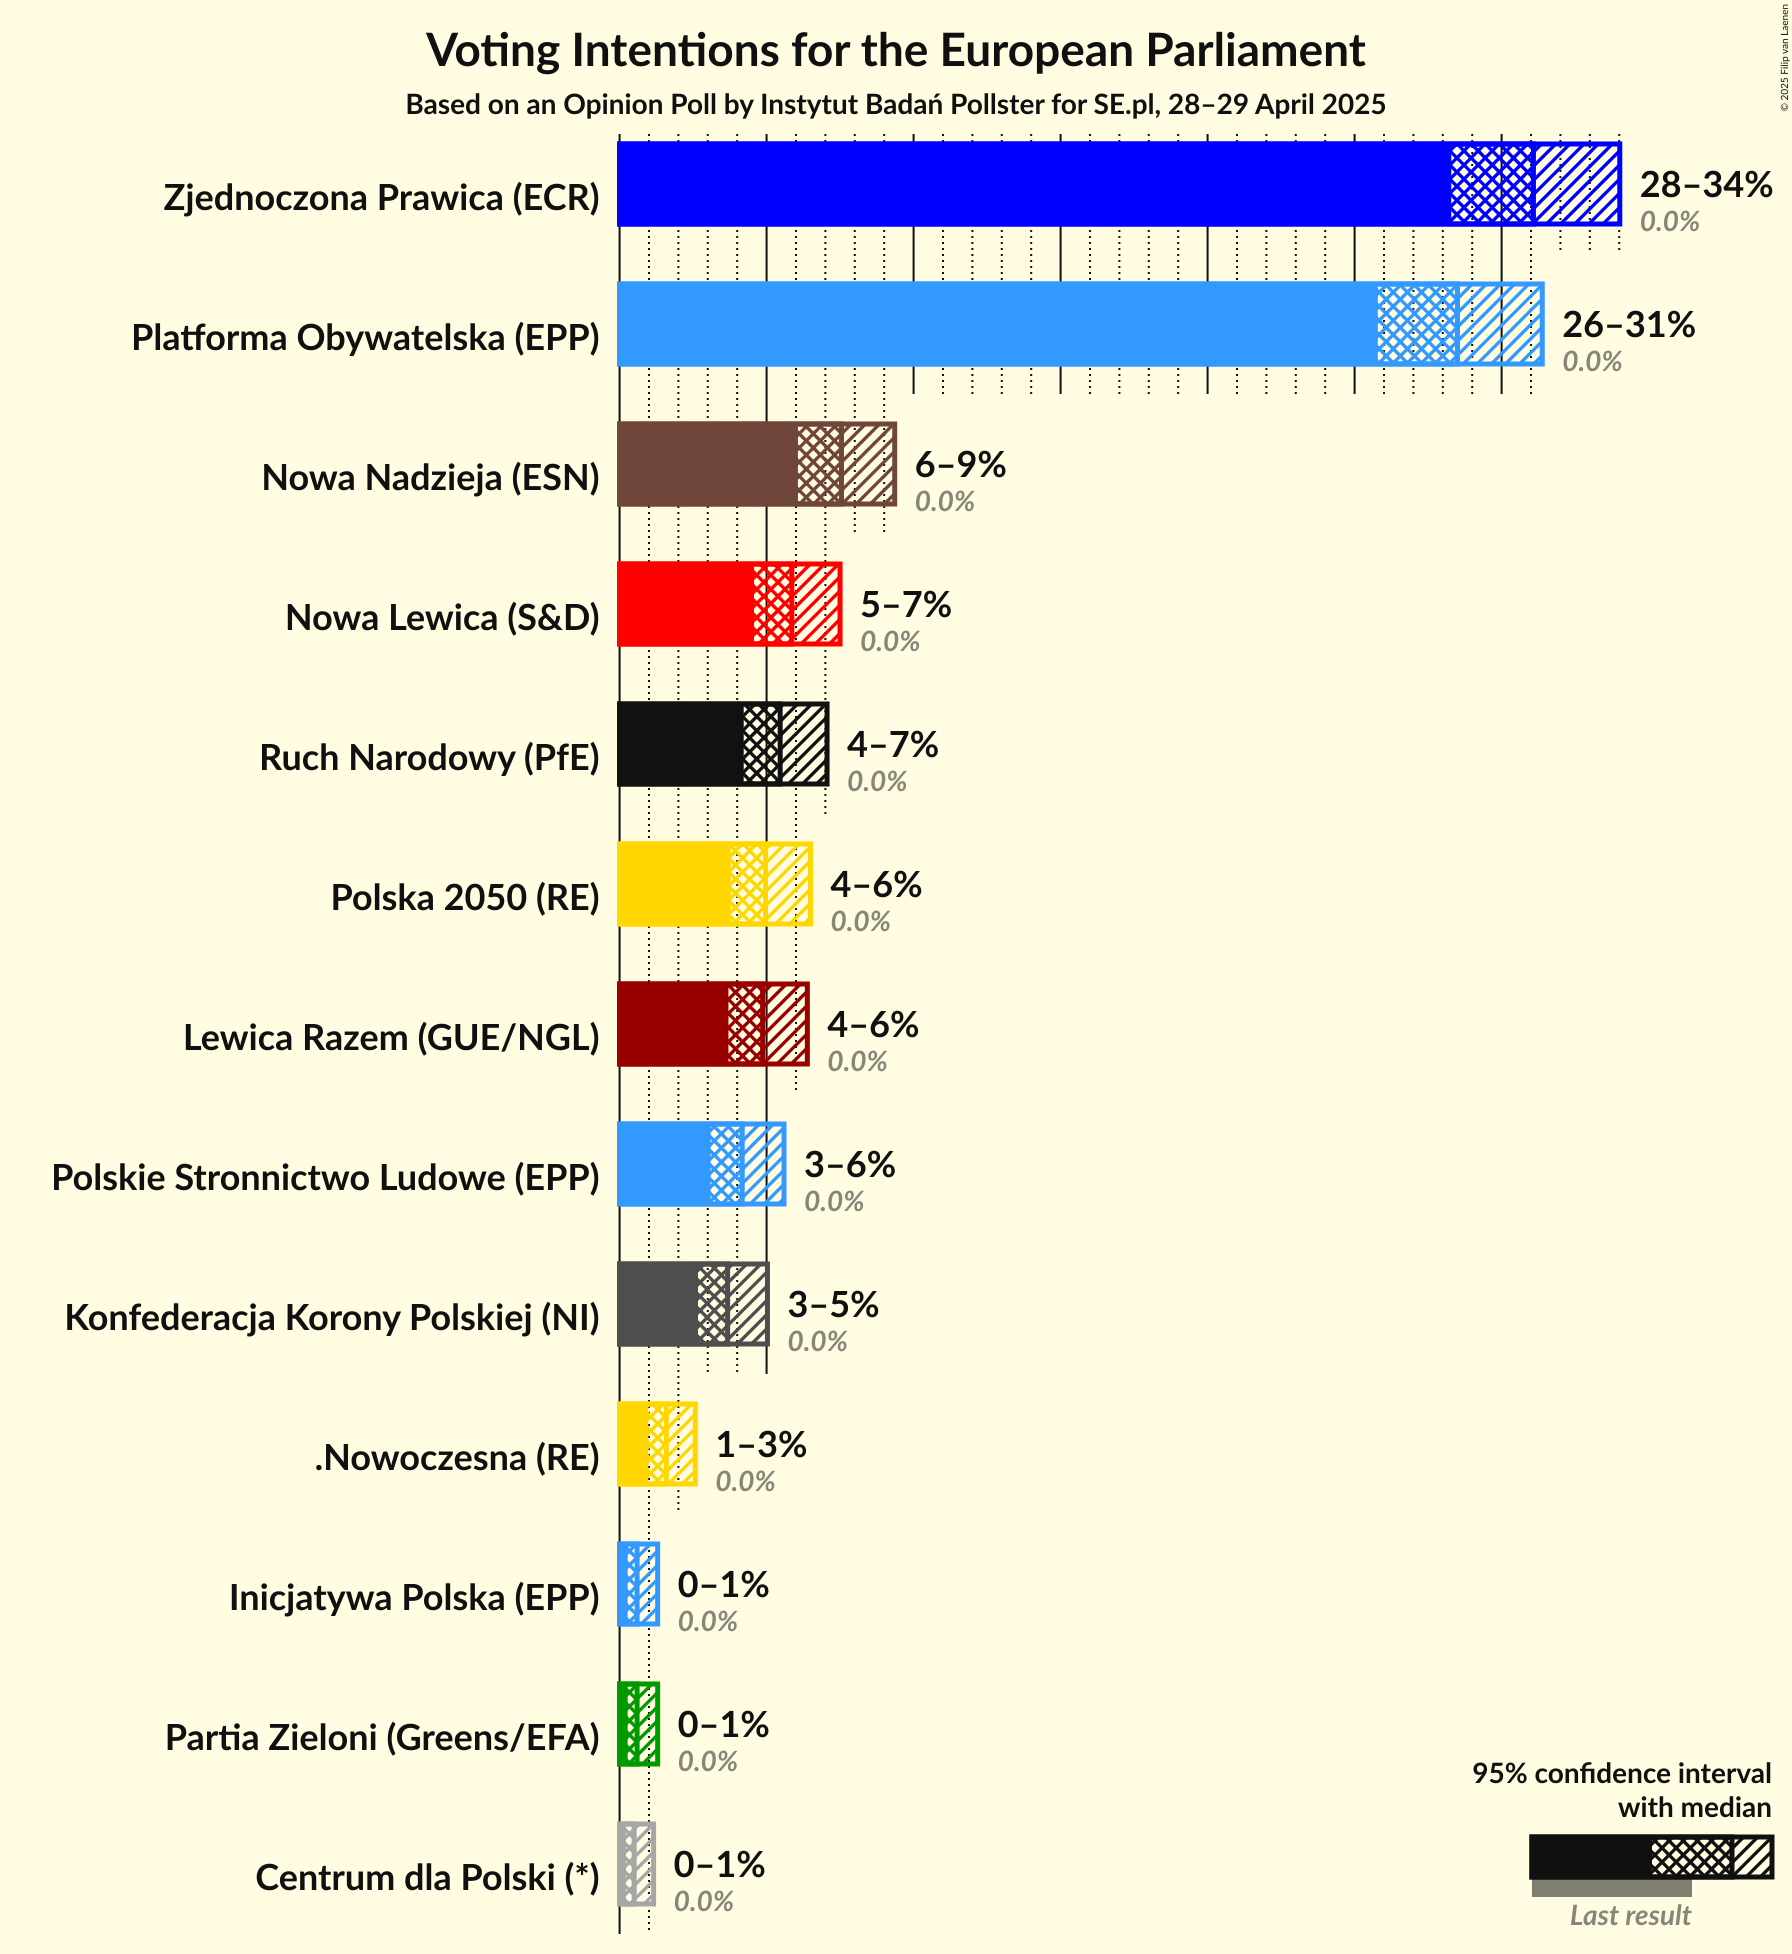 Voting Intentions for the European Parliament
Based on an Opinion Poll by Instytut Badań Pollster for SE.pl, 28–29 April 2025
© 2025 Filip van Laenen
Zjednoczona Prawica (ECR)
28–34%
0.0%
Platforma Obywatelska (EPP)
26–31%
0.0%
Nowa Nadzieja (ESN)
6–9%
0.0%
Nowa Lewica (S&D)
5–7%
0.0%
Ruch Narodowy (PfE)
4–7%
0.0%
Polska 2050 (RE)
4–6%
0.0%
Lewica Razem (GUE/NGL)
4–6%
0.0%
Polskie Stronnictwo Ludowe (EPP)
3–6%
0.0%
Konfederacja Korony Polskiej (NI)
3–5%
0.0%
.Nowoczesna (RE)
1–3%
0.0%
Inicjatywa Polska (EPP)
0–1%
0.0%
Partia Zieloni (Greens/EFA)
0–1%
0.0%
Centrum dla Polski (*)
0–1%
0.0%
95% confidence interval
with median
Last result